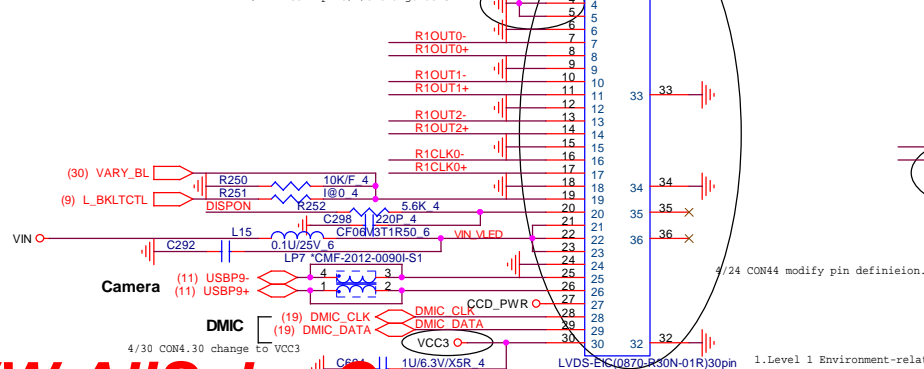 4
4
5
5
6
6
R1OUT0-
7
7
R1OUT0+
8
8
9
9
R1OUT1-
10
10
R1OUT1+
11
11
33
33
12
12
R1OUT2-
13
13
R1OUT2+
14
14
15
15
R1CLK0-
16
16
R1CLK0+
17
17
(30) VARY_BL
R250
10K/F_4
18
18
34
34
(9) L_BKLTCTL
R251
I@0_4
19
19
DISPON
R252
5.6K_4
20
20
35
35
C298
220P_4
21
21
VIN
L15
CF06V3T1R50_6
VIN_VLED
22
22
36
36
C292
0.1U/25V_6
23
23
LP7 *CMF-2012-0090I-S1
24
24
4/24 CON44 modify pin definieion.
(11) USBP9-
4
3
25
25
Camera
(11) USBP9+
1
2
26
26
CCD_PWR
27
27
(19) DMIC_CLK
DMIC_CLK
28
28
DMIC
(19) DMIC_DATA
DMIC_DATA
29
29
4/30 CON4.30 change to VCC3
VCC3
30
30
32
32
1U/6.3V/X5R_4
LVDS-EIC(0870-R30N-01R)30pin
1.Level 1 Environment-relat